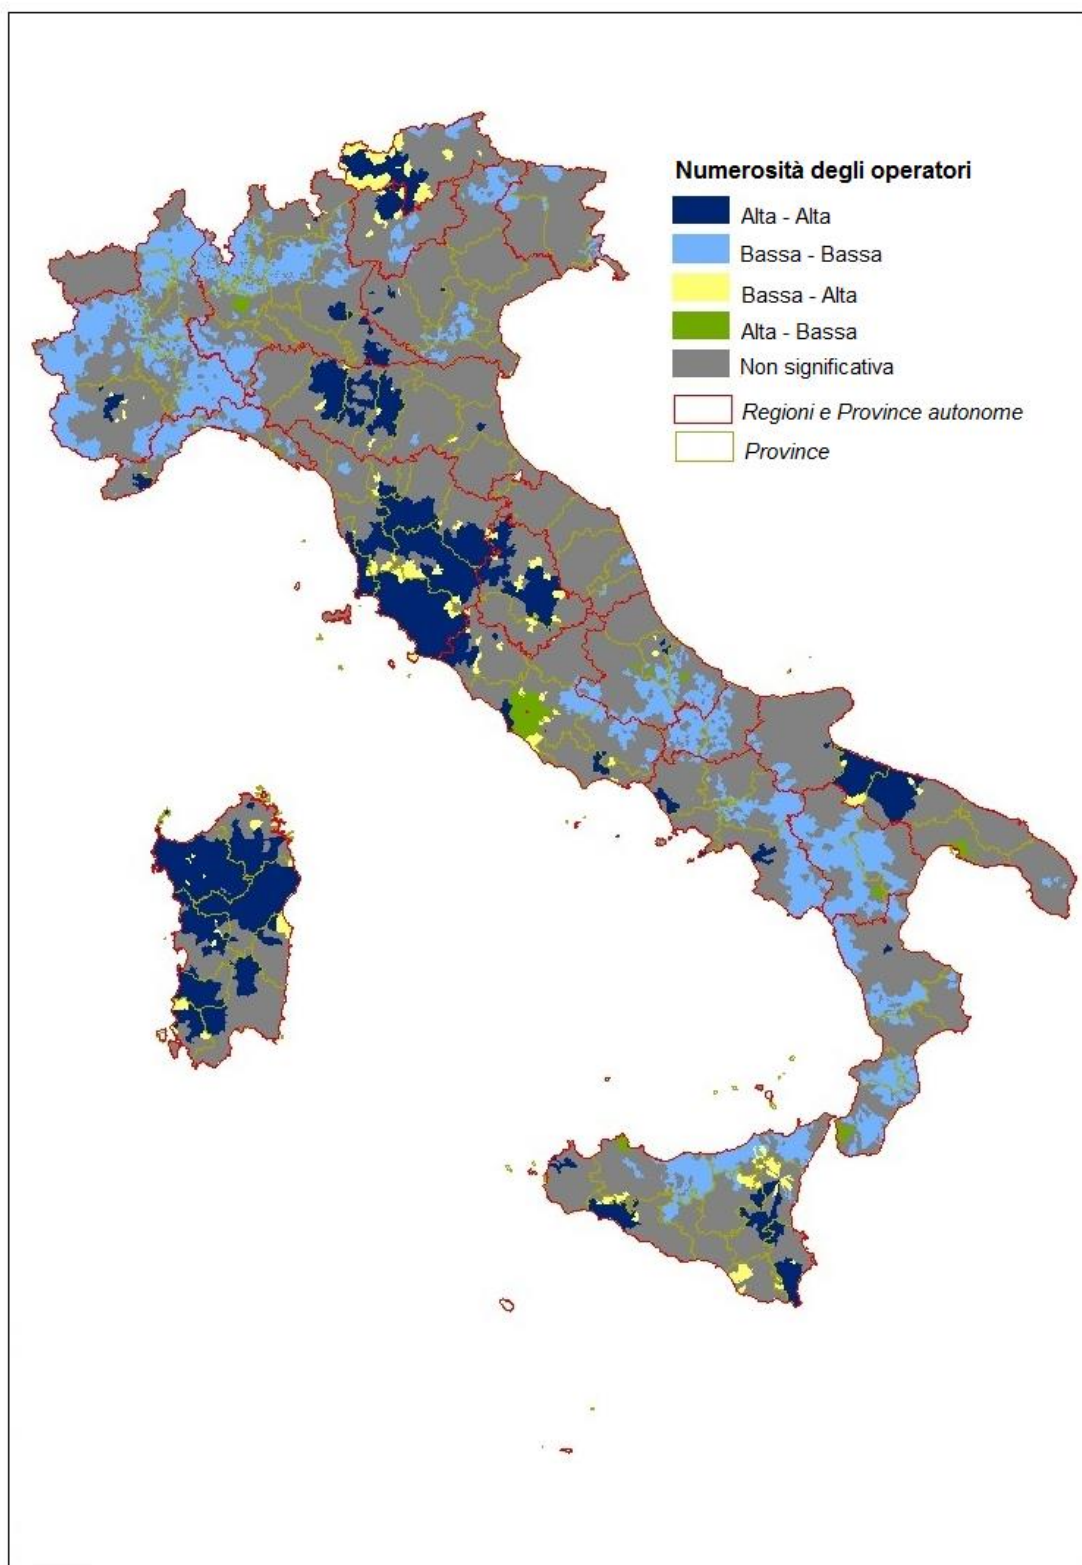 Numerosità degli operatori
Alta - Alta
Bassa - Bassa
Bassa - Alta
Alta - Bassa
Non significativa
Regioni e Province autonome
Province